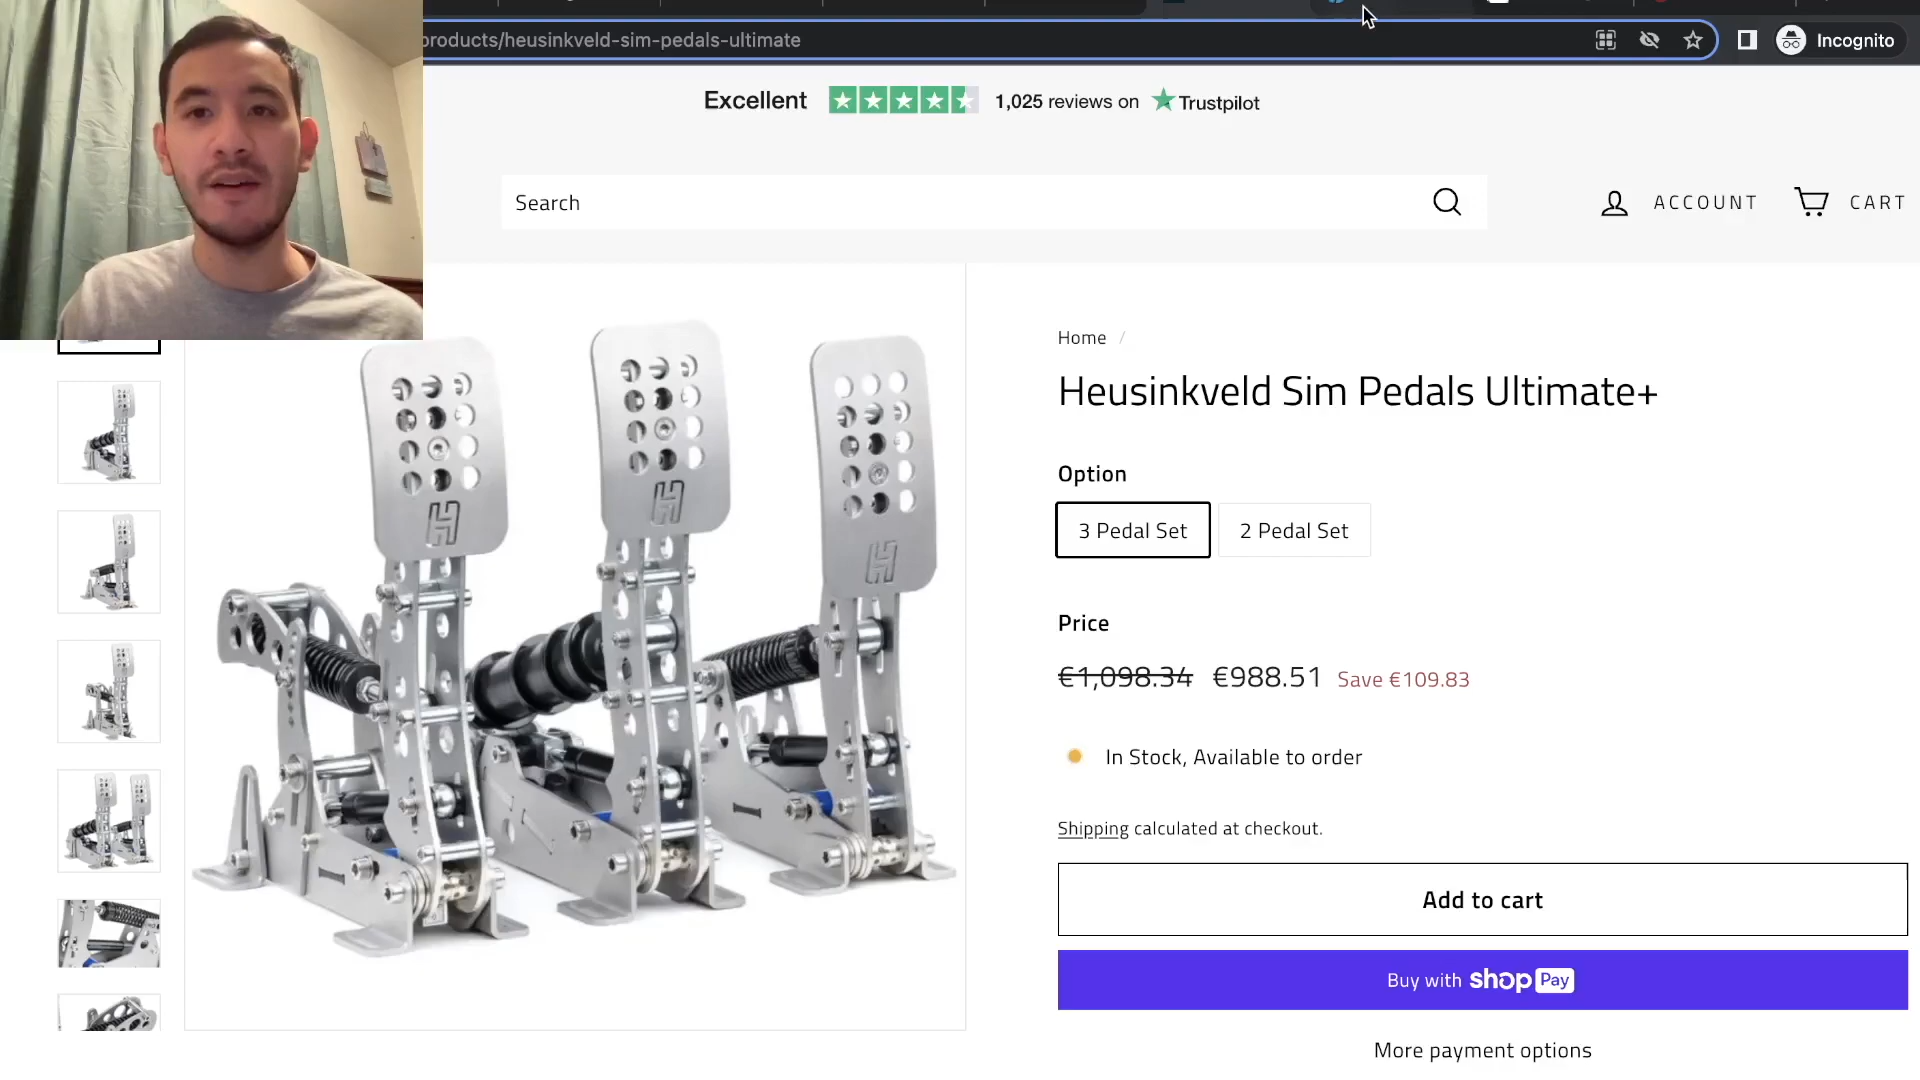 products/heusinkveld-sim-pedals-ultimate
Incognito
Excellent 1,025 reviews on Trustpilot
Search
ACCOUNT CART
Home /
Heusinkveld Sim Pedals Ultimate+
Option
3 Pedal Set 2 Pedal Set
Price
€1,098.34 €988.51 Save €109.83
In Stock, Available to order
Shipping calculated at checkout.
Add to cart
Buy with shop Pay
More payment options